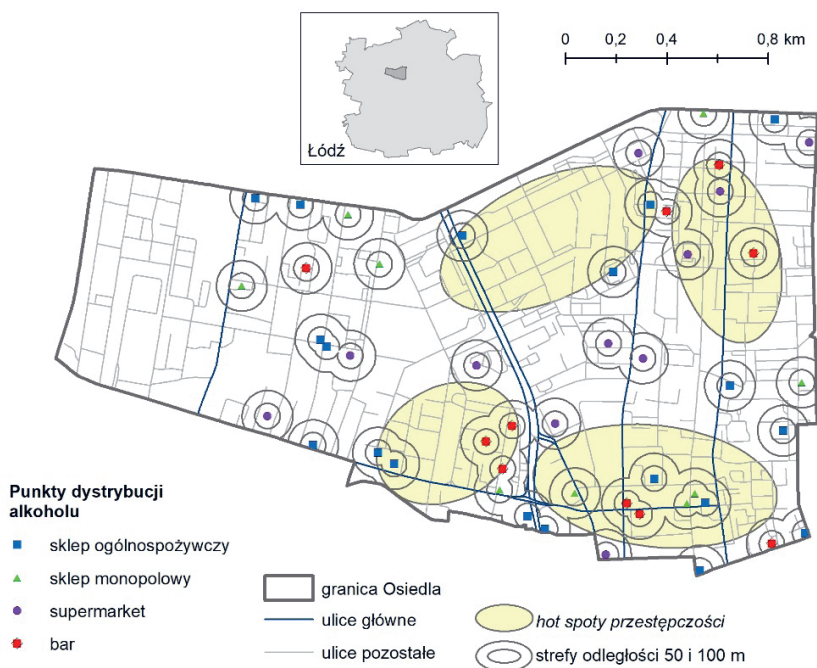 0 0,2 0,4 0,8 km
Łódź
Punkty dystrybucji
alkoholu
sklep ogólnospożywczy
sklep monopolowy
supermarket
bar
granica Osiedla
ulice główne
ulice pozostałe
hot spoty przestępczości
strefy odległości 50 i 100 m